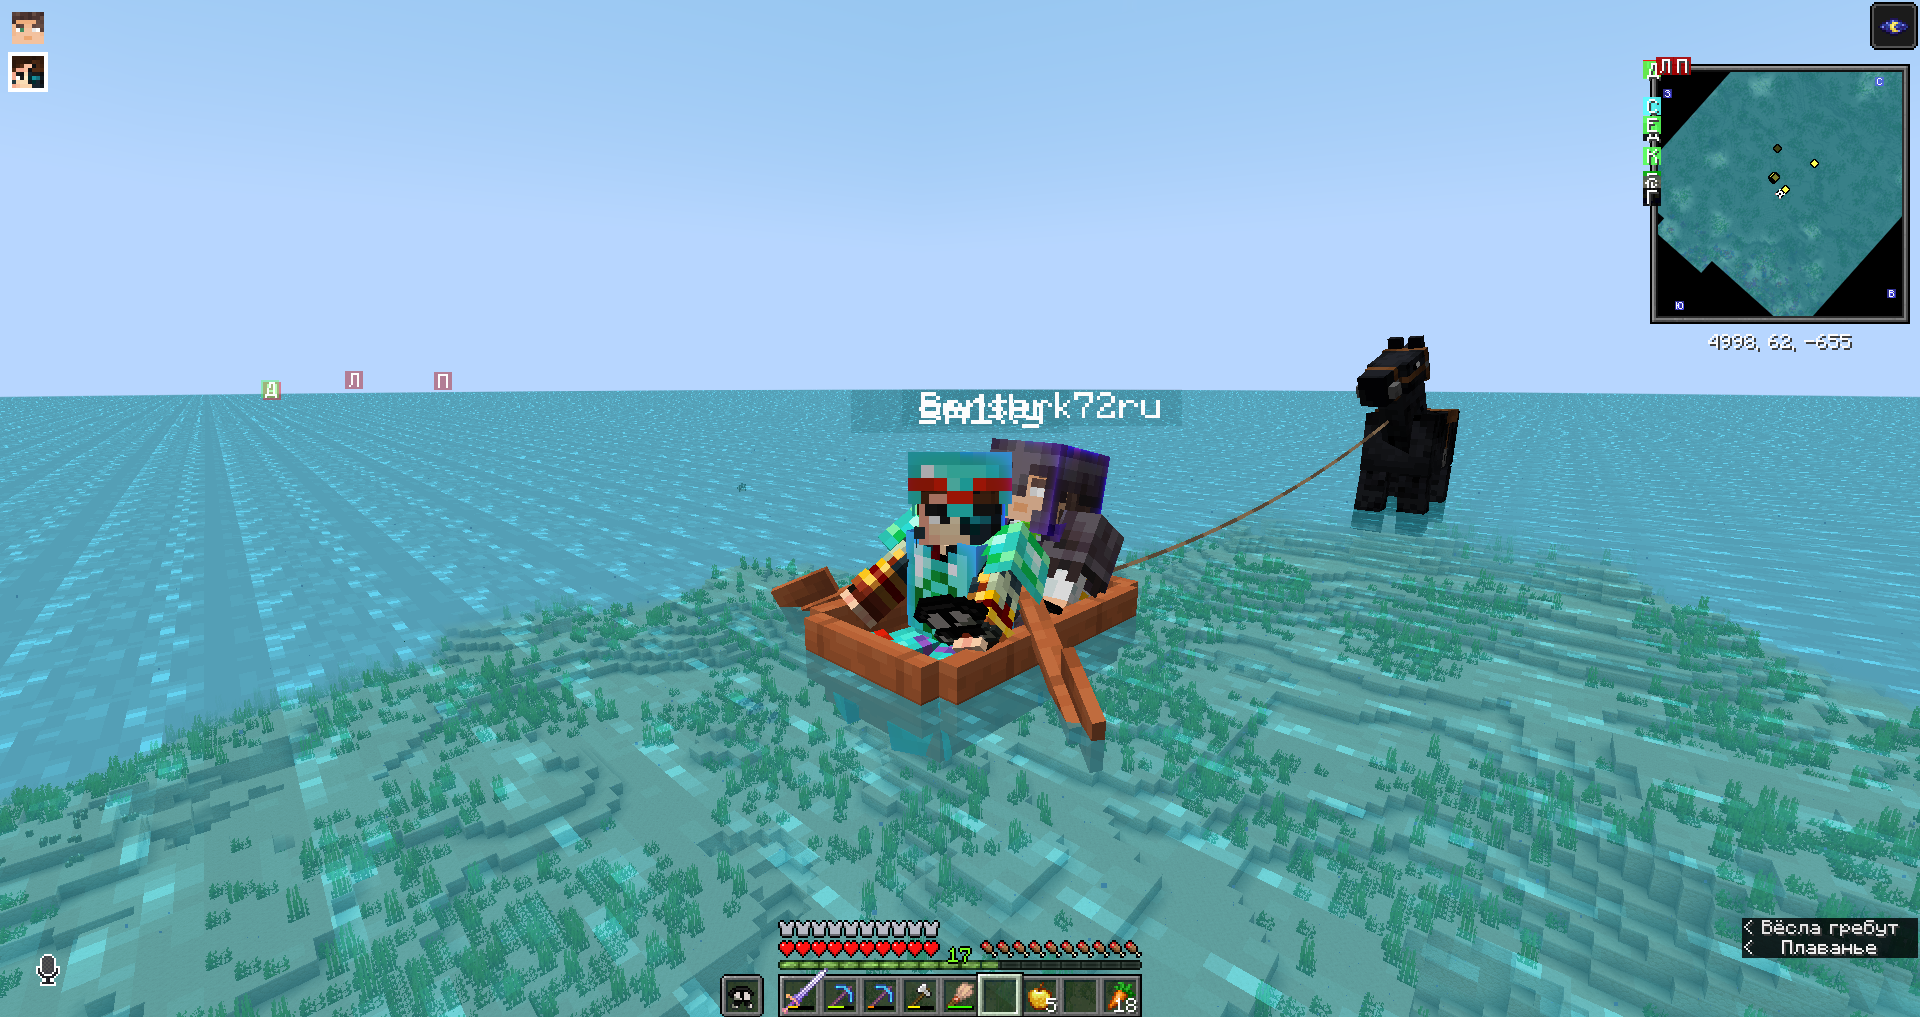 Л П
Д
С
З
С
Е
К
Г
Ю
В
4998, 62, -655
Д
Л
П
< Вёсла гребут
< Плаванье
17
5
18